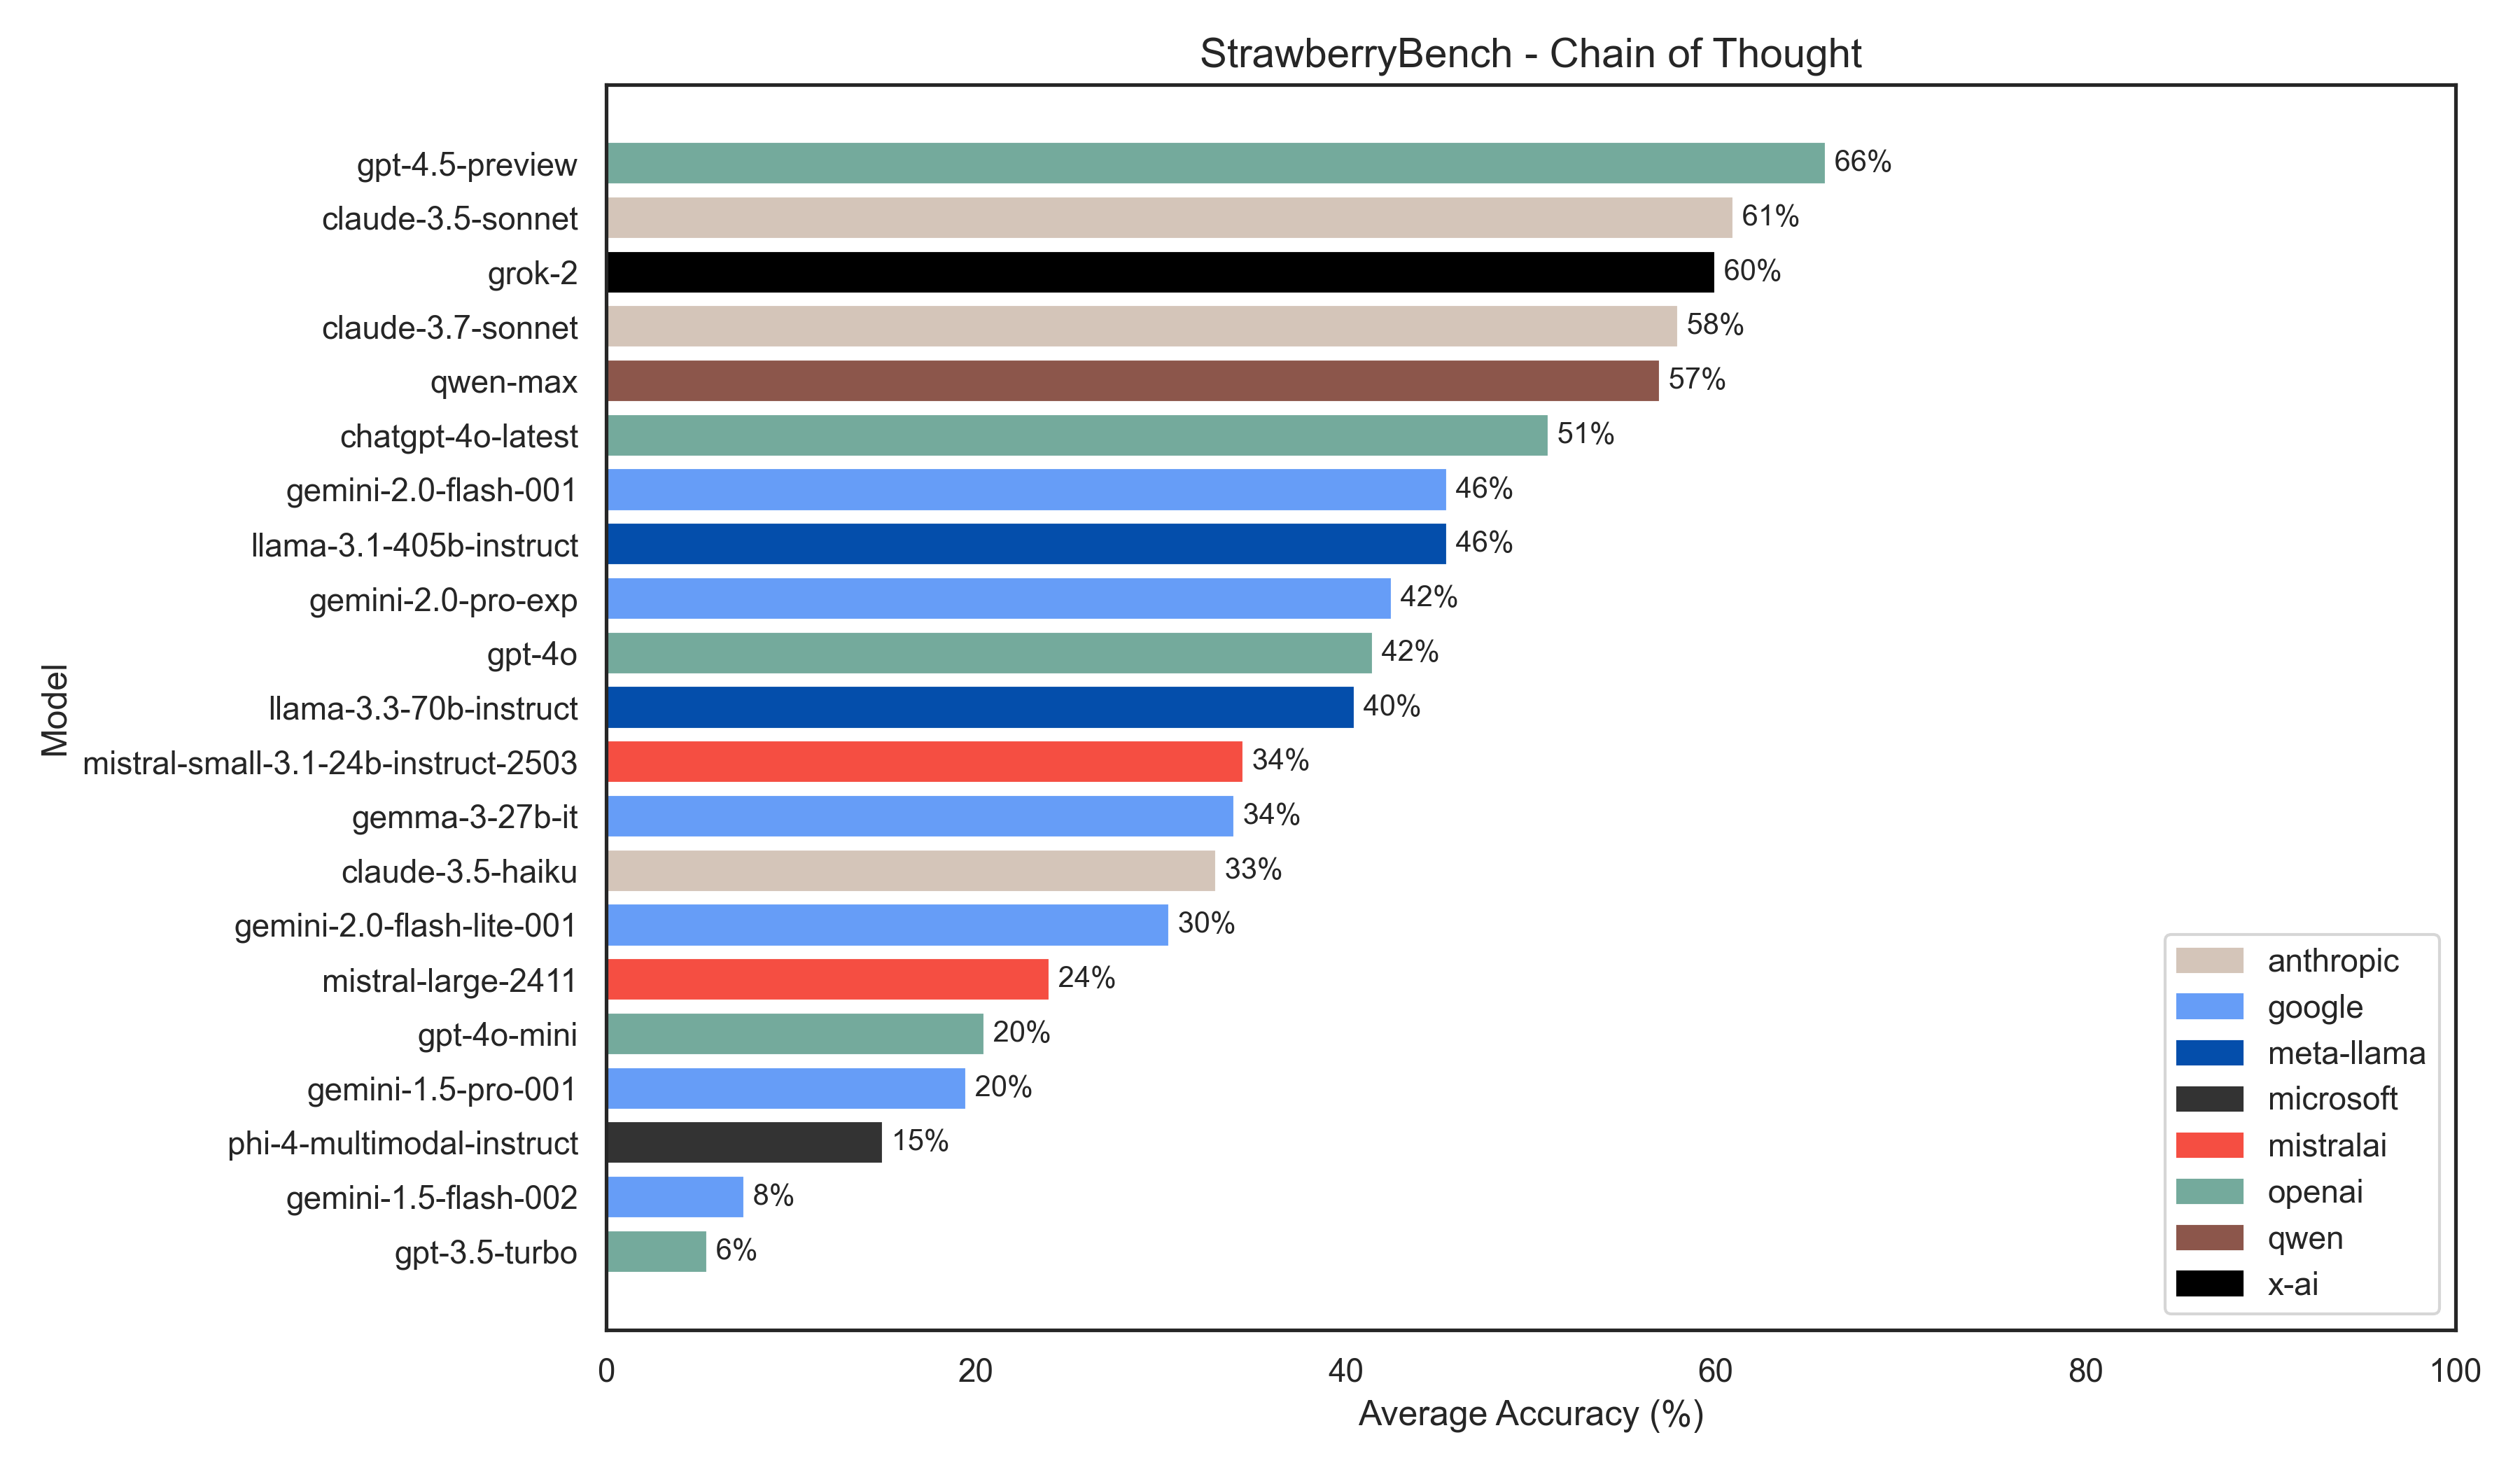 StrawberryBench - Chain of Thought
Model
gpt-4.5-preview 66%
claude-3.5-sonnet 61%
grok-2 60%
claude-3.7-sonnet 58%
qwen-max 57%
chatgpt-4o-latest 51%
gemini-2.0-flash-001 46%
llama-3.1-405b-instruct 46%
gemini-2.0-pro-exp 42%
gpt-4o 42%
llama-3.3-70b-instruct 40%
mistral-small-3.1-24b-instruct-2503 34%
gemma-3-27b-it 34%
claude-3.5-haiku 33%
gemini-2.0-flash-lite-001 30%
mistral-large-2411 24%
gpt-4o-mini 20%
gemini-1.5-pro-001 20%
phi-4-multimodal-instruct 15%
gemini-1.5-flash-002 8%
gpt-3.5-turbo 6%
anthropic
google
meta-llama
microsoft
mistralai
openai
qwen
x-ai
0 20 40 60 80 100
Average Accuracy (%)